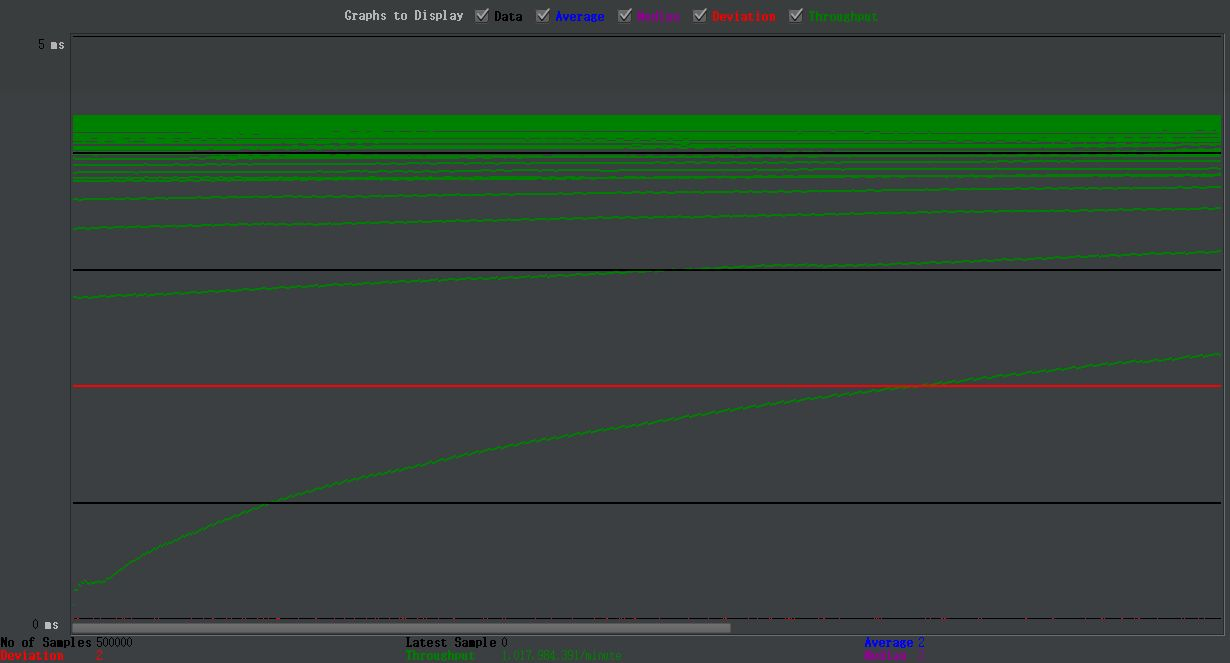 Graphs to Display Data Average Median Deviation Throughput
5 ms
0 ms
No of Samples 500000 Latest Sample 0 Average 2
Deviation 2 Throughput 1.017.984.391/minute Median